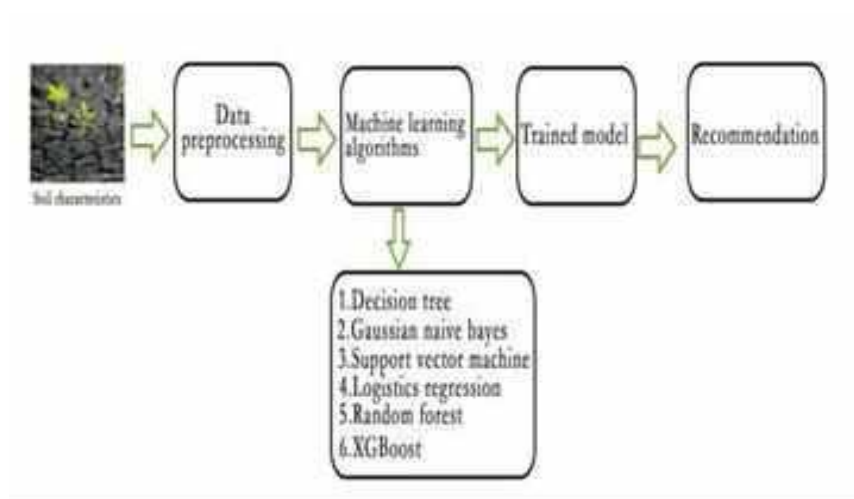 Soil characteristics
Data
preprocessing
Machine learning
algorithms
Trained model
Recommendation
1.Decision tree
2.Gaussian naive bayes
3.Support vector machine
4.Logistics regression
5.Random forest
6.XGBoost